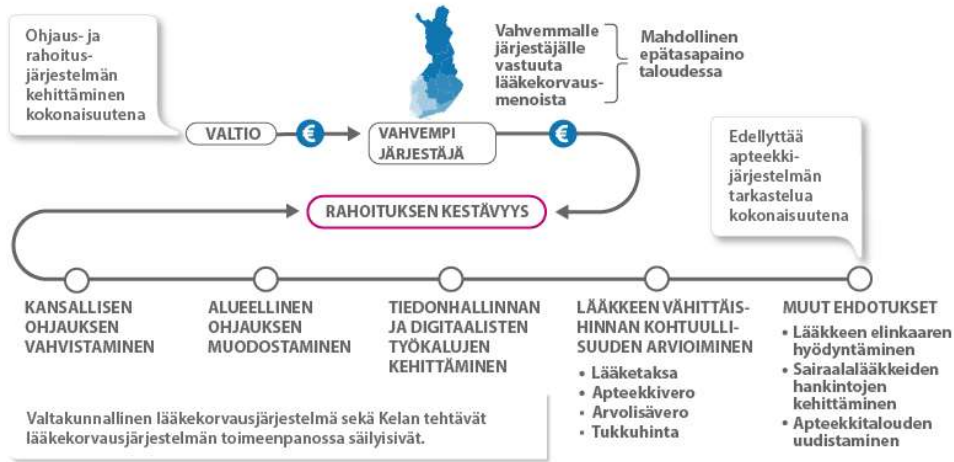 Ohjaus- ja
rahoitus-
järjestelmän
kehittäminen
kokonaisuutena
VALTIO
€
VAHVEMPI
JÄRJESTÄJÄ
€
Vahvemmalle
järjestäjälle
vastuuta
lääkekorvaus-
menoista
Mahdollinen
epätasapaino
taloudessa
Edellyttää
apteekki-
järjestelmän
tarkastelua
kokonaisuutena
RAHOITUKSEN KESTÄVYYS
KANSALLISEN
OHJAUKSEN
VAHVISTAMINEN
ALUEELLINEN
OHJAUKSEN
MUODOSTAMINEN
TIEDONHALLINNAN
JA DIGITAALISTEN
TYÖKALUJEN
KEHITTÄMINEN
LÄÄKKEEN VÄHITTÄIS-
HINNAN KOHTUULLI-
SUUDEN ARVIOIMINEN
• Lääketaksa
• Apteekkivero
• Arvolisävero
• Tukkuhinta
MUUT EHDOTUKSET
• Lääkkeen elinkaaren
hyödyntäminen
• Sairaalalääkkeiden
hankintojen
kehittäminen
• Apteekkitalouden
uudistaminen
Valtakunnallinen lääkekorvausjärjestelmä sekä Kelan tehtävät
lääkekorvausjärjestelmän toimeenpanossa säilyisivät.